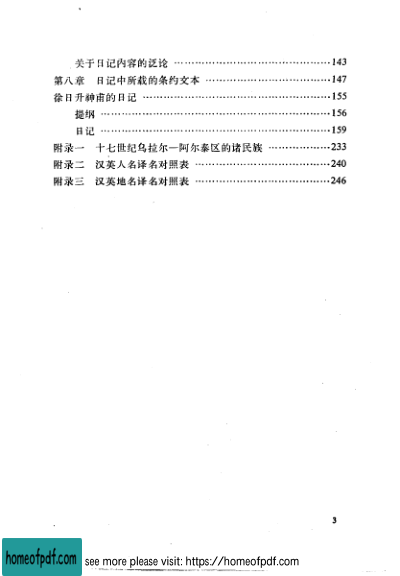 关于日记内容的泛论 ……………………………………143
第八章 日记中所载的条约文本 ……………………………147
徐日升神甫的日记 ………………………………………155
提纲 ……………………………………………………156
日记 ……………………………………………………159
附录一 十七世纪乌拉尔—阿尔泰区的诸民族 ………………233
附录二 汉英人名译名对照表 ………………………………240
附录三 汉英地名译名对照表 ………………………………246
3
homeofpdf.com
see more please visit: https://homeofpdf.com